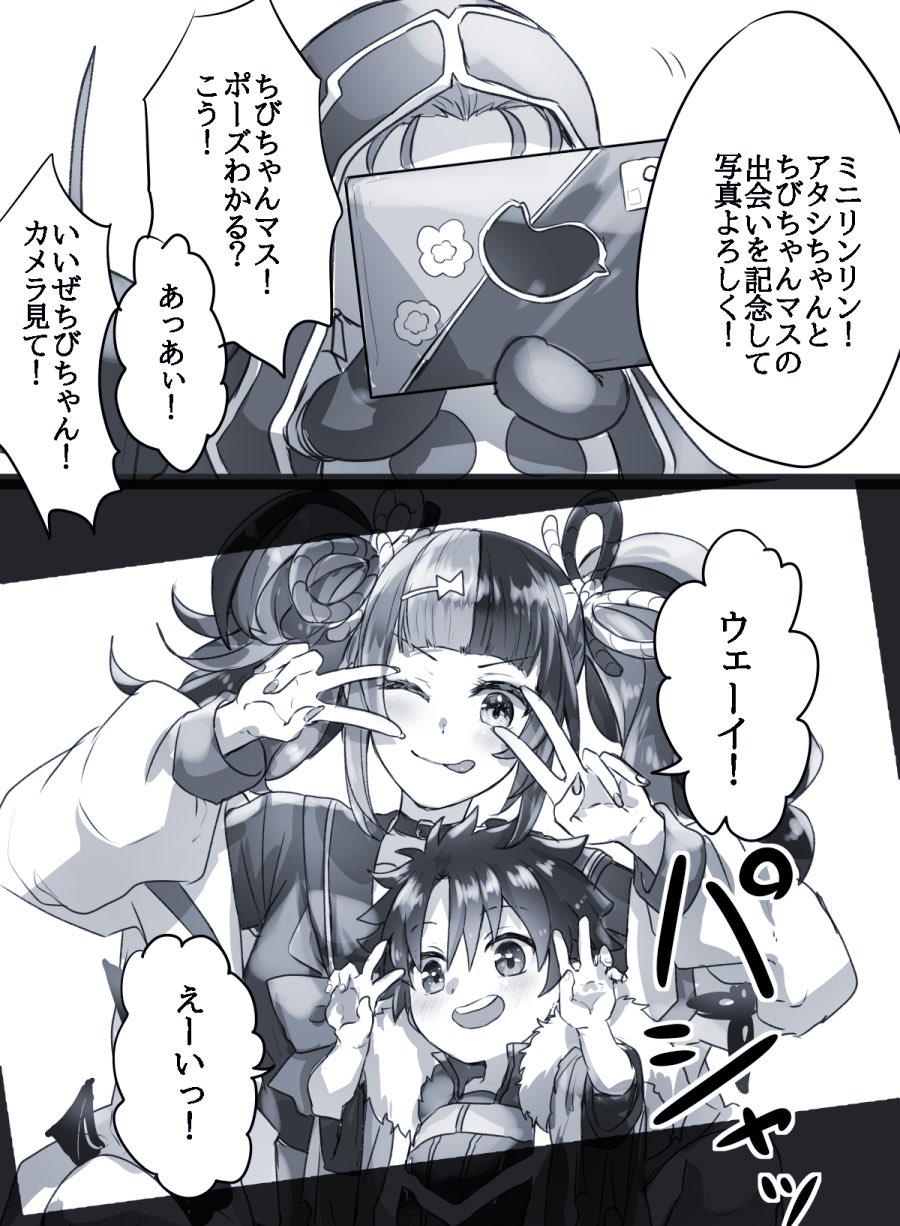 ミニリンリン！
アタシちゃんと
ちびちゃんマスの
出会いを記念して
写真よろしく！
ちびちゃんマス！
ポーズわかる？
こう！
あっあぃ！
いいぜちびちゃん！
カメラ見て！
ウェーイ！
パシャッ
えーいっ！